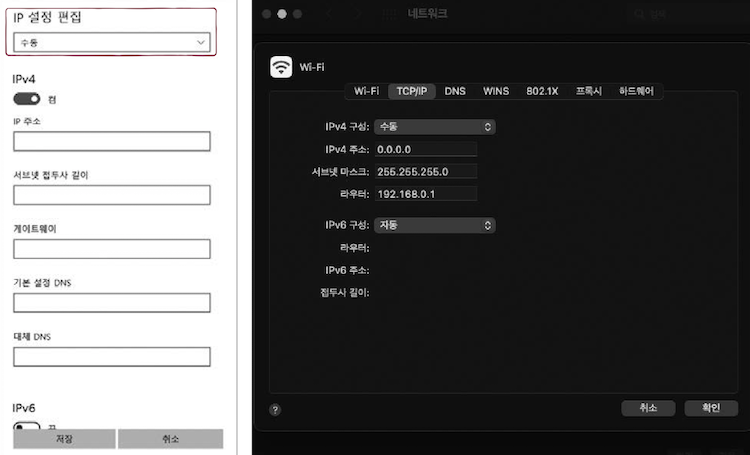 IP 설정 편집
수동
IPv4
켬
IP 주소
서브넷 접두사 길이
게이트웨이
기본 설정 DNS
대체 DNS
IPv6
끔
저장
취소
네트워크
검색
Wi-Fi
Wi-Fi TCP/IP DNS WINS 802.1X 프록시 하드웨어
IPv4 구성: 수동
IPv4 주소: 0.0.0.0
서브넷 마스크: 255.255.255.0
라우터: 192.168.0.1
IPv6 구성: 자동
라우터:
IPv6 주소:
접두사 길이:
?
취소
확인